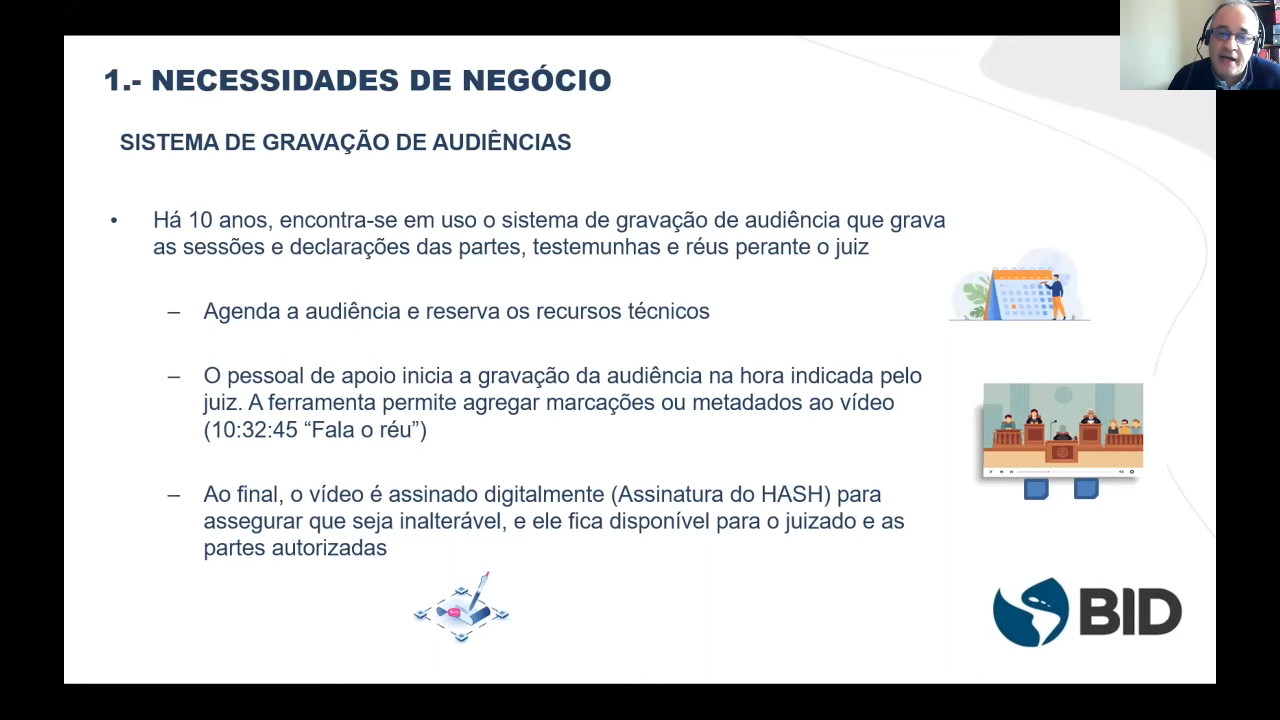 1.- NECESSIDADES DE NEGÓCIO
SISTEMA DE GRAVAÇÃO DE AUDIÊNCIAS
• Há 10 anos, encontra-se em uso o sistema de gravação de audiência que grava
as sessões e declarações das partes, testemunhas e réus perante o juiz
– Agenda a audiência e reserva os recursos técnicos
– O pessoal de apoio inicia a gravação da audiência na hora indicada pelo
juiz. A ferramenta permite agregar marcações ou metadados ao vídeo
(10:32:45 “Fala o réu”)
– Ao final, o vídeo é assinado digitalmente (Assinatura do HASH) para
assegurar que seja inalterável, e ele fica disponível para o juizado e as
partes autorizadas
BID